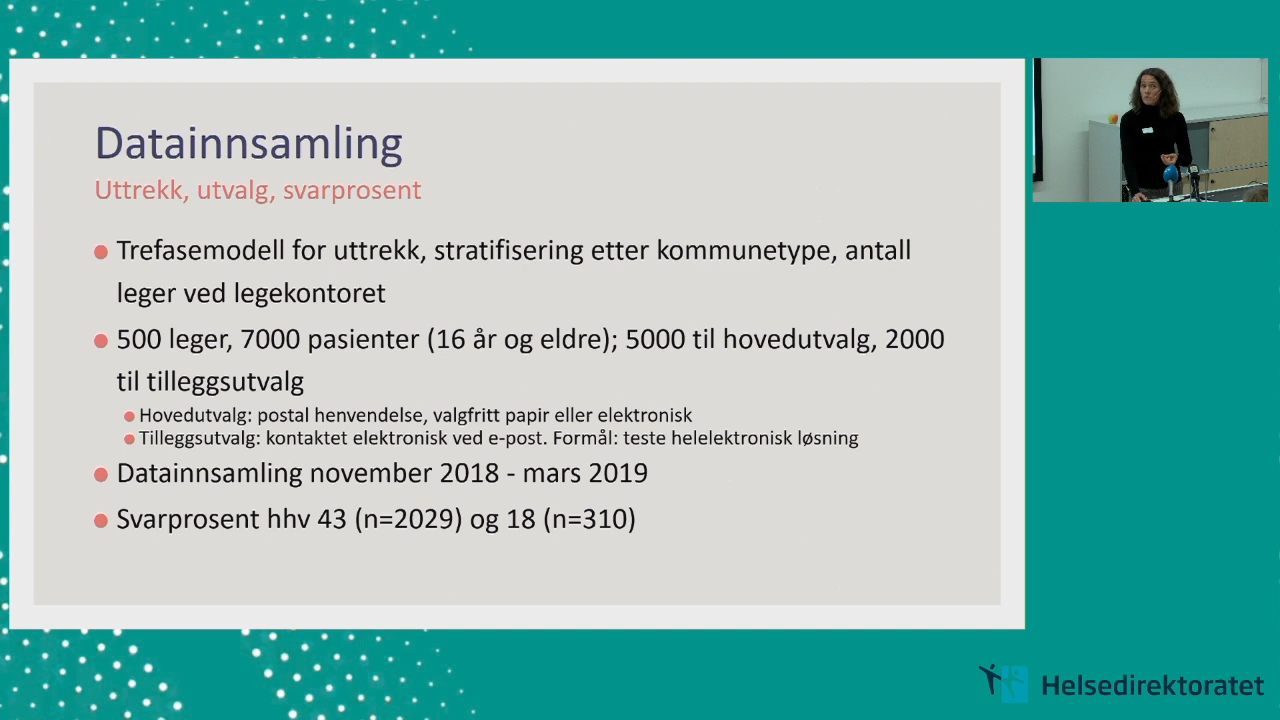 Datainnsamling
Uttrekk, utvalg, svarprosent
Trefasemodell for uttrekk, stratifisering etter kommunetype, antall
leger ved legekontoret
500 leger, 7000 pasienter (16 år og eldre); 5000 til hovedutvalg, 2000
til tilleggsutvalg
Hovedutvalg: postal henvendelse, valgfritt papir eller elektronisk
Tilleggsutvalg: kontaktet elektronisk ved e-post. Formål: teste helelektronisk løsning
Datainnsamling november 2018 - mars 2019
Svarprosent hhv 43 (n=2029) og 18 (n=310)
Helsedirektoratet